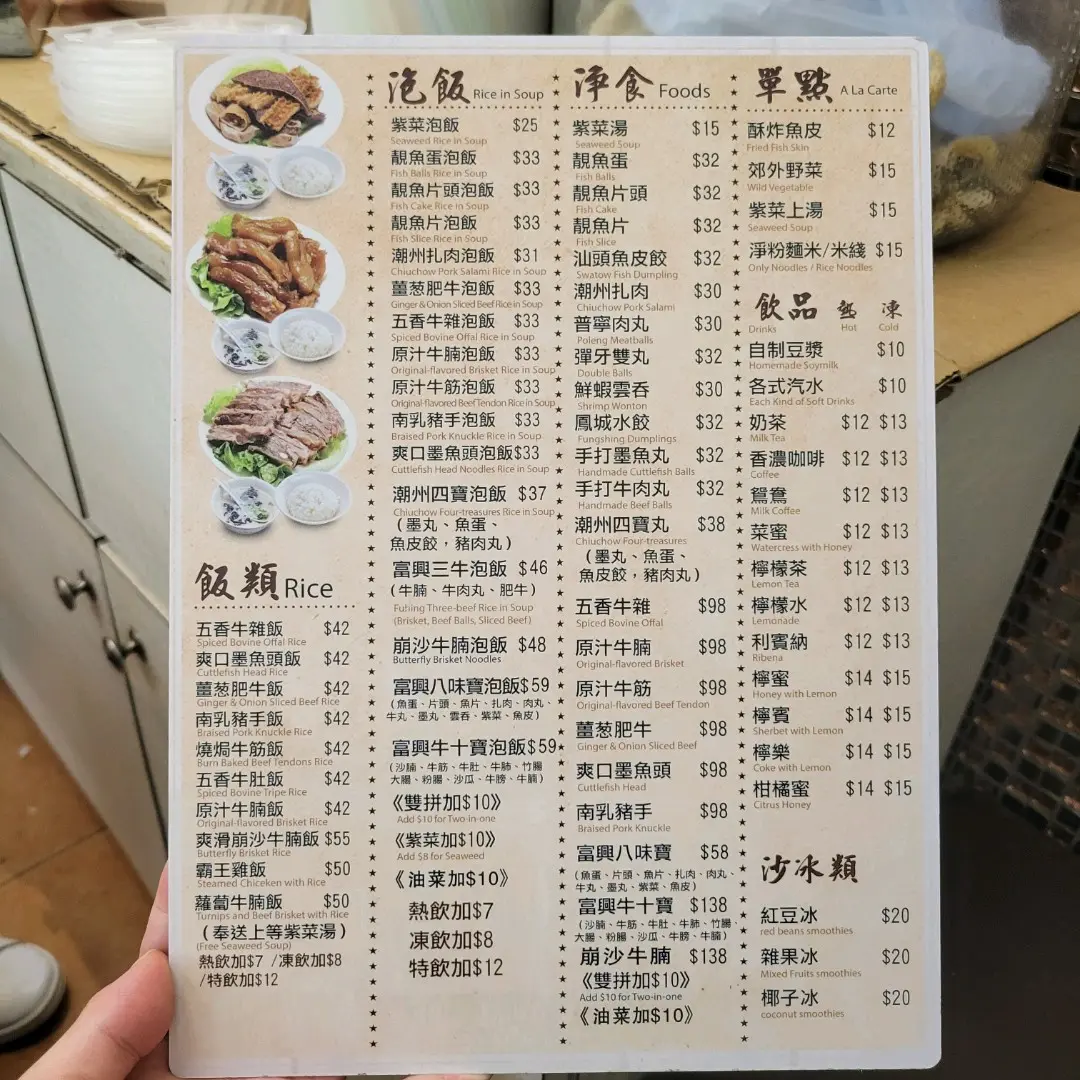 飯類 Rice
五香牛雜飯 $42
Spiced Bovine Offal Rice
爽口墨魚頭飯 $42
Cuttlefish Head Rice
薑葱肥牛飯 $42
Ginger & Onion Sliced Beef Rice
南乳豬手飯 $42
Braised Pork Knuckle Rice
燒焗牛筋飯 $42
Burn Baked Beef Tendons Rice
五香牛肚飯 $42
Spiced Bovine Tripe Rice
原汁牛腩飯 $42
Original-flavored Brisket Rice
爽滑崩沙牛腩飯 $55
Butterfly Brisket Rice
霸王雞飯 $50
Steamed Chiceken with Rice
蘿蔔牛腩飯 $50
Turnips and Beef Brisket with Rice
（奉送上等紫菜湯）
(Free Seaweed Soup)
熱飲加$7 /凍飲加$8
/特飲加$12
泡飯 Rice in Soup
紫菜泡飯 $25
Seaweed Rice in Soup
靚魚蛋泡飯 $33
Fish Balls Rice in Soup
靚魚片頭泡飯 $33
Fish Cake Rice in Soup
靚魚片泡飯 $33
Fish Slice Rice in Soup
潮州扎肉泡飯 $31
Chiuchow Pork Salami Rice in Soup
薑葱肥牛泡飯 $33
Ginger & Onion Sliced Beef Rice in Soup
五香牛雜泡飯 $33
Spiced Bovine Offal Rice in Soup
原汁牛腩泡飯 $33
Original-flavored Brisket Rice in Soup
原汁牛筋泡飯 $33
Original-flavored Beef Tendon Rice in Soup
南乳豬手泡飯 $33
Braised Pork Knuckle Rice in Soup
爽口墨魚頭泡飯$33
Cuttlefish Head Noodles Rice in Soup
潮州四寶泡飯 $37
Chiuchow Four-treasures Rice in Soup
（墨丸、魚蛋、
魚皮餃，豬肉丸）
富興三牛泡飯 $46
（牛腩、牛肉丸、肥牛）
Fuhing Three-beef Rice in Soup
(Brisket, Beef Balls, Sliced Beef)
崩沙牛腩泡飯 $48
Butterfly Brisket Noodles
富興八味寶泡飯$59
（魚蛋、片頭、魚片、扎肉、肉丸、
牛丸、墨丸、雲吞、紫菜、魚皮）
富興牛十寶泡飯$59
（沙腩、牛筋、牛肚、牛肺、竹腸
大腸、粉腸、沙瓜、牛膀、牛腩）
《雙拼加$10》
Add $10 for Two-in-one
《紫菜加$10》
Add $8 for Seaweed
《油菜加$10》
熱飲加$7
凍飲加$8
特飲加$12
淨食 Foods
紫菜湯 $15
Seaweed Soup
靚魚蛋 $32
Fish Balls
靚魚片頭 $32
Fish Cake
靚魚片 $32
Fish Slice
汕頭魚皮餃 $32
Swatow Fish Dumpling
潮州扎肉 $30
Chiuchow Pork Salami
普寧肉丸 $30
Poleng Meatballs
彈牙雙丸 $32
Double Balls
鮮蝦雲吞 $30
Shrimp Wonton
鳳城水餃 $32
Fungshing Dumplings
手打墨魚丸 $32
Handmade Cuttlefish Balls
手打牛肉丸 $32
Handmade Beef Balls
潮州四寶丸 $38
Chiuchow Four-treasures
（墨丸、魚蛋、
魚皮餃，豬肉丸）
五香牛雜 $98
Spiced Bovine Offal
原汁牛腩 $98
Original-flavored Brisket
原汁牛筋 $98
Original-flavored Beef Tendon
薑葱肥牛 $98
Ginger & Onion Sliced Beef
爽口墨魚頭 $98
Cuttlefish Head
南乳豬手 $98
Braised Pork Knuckle
富興八味寶 $58
（魚蛋、片頭、魚片、扎肉、肉丸、
牛丸、墨丸、紫菜、魚皮）
富興牛十寶 $138
（沙腩、牛筋、牛肚、牛肺、竹腸
大腸、粉腸、沙瓜、牛膀、牛腩）
崩沙牛腩 $138
《雙拼加$10》
Add $10 for Two-in-one
《油菜加$10》
單點 A La Carte
酥炸魚皮 $12
Fried Fish Skin
郊外野菜 $15
Wild Vegetable
紫菜上湯 $15
Seaweed Soup
淨粉麵米/米綫 $15
Only Noodles / Rice Noodles
飲品 熱 凍
Drinks Hot Cold
自制豆漿 $10
Homemade Soymilk
各式汽水 $10
Each Kind of Soft Drinks
奶茶 $12 $13
Milk Tea
香濃咖啡 $12 $13
Coffee
鴛鴦 $12 $13
Milk Coffee
菜蜜 $12 $13
Watercress with Honey
檸檬茶 $12 $13
Lemon Tea
檸檬水 $12 $13
Lemonade
利賓納 $12 $13
Ribena
檸蜜 $14 $15
Honey with Lemon
檸賓 $14 $15
Sherbet with Lemon
檸樂 $14 $15
Coke with Lemon
柑橘蜜 $14 $15
Citrus Honey
沙冰類
紅豆冰 $20
red beans smoothies
雜果冰 $20
Mixed Fruits smoothies
椰子冰 $20
coconut smoothies